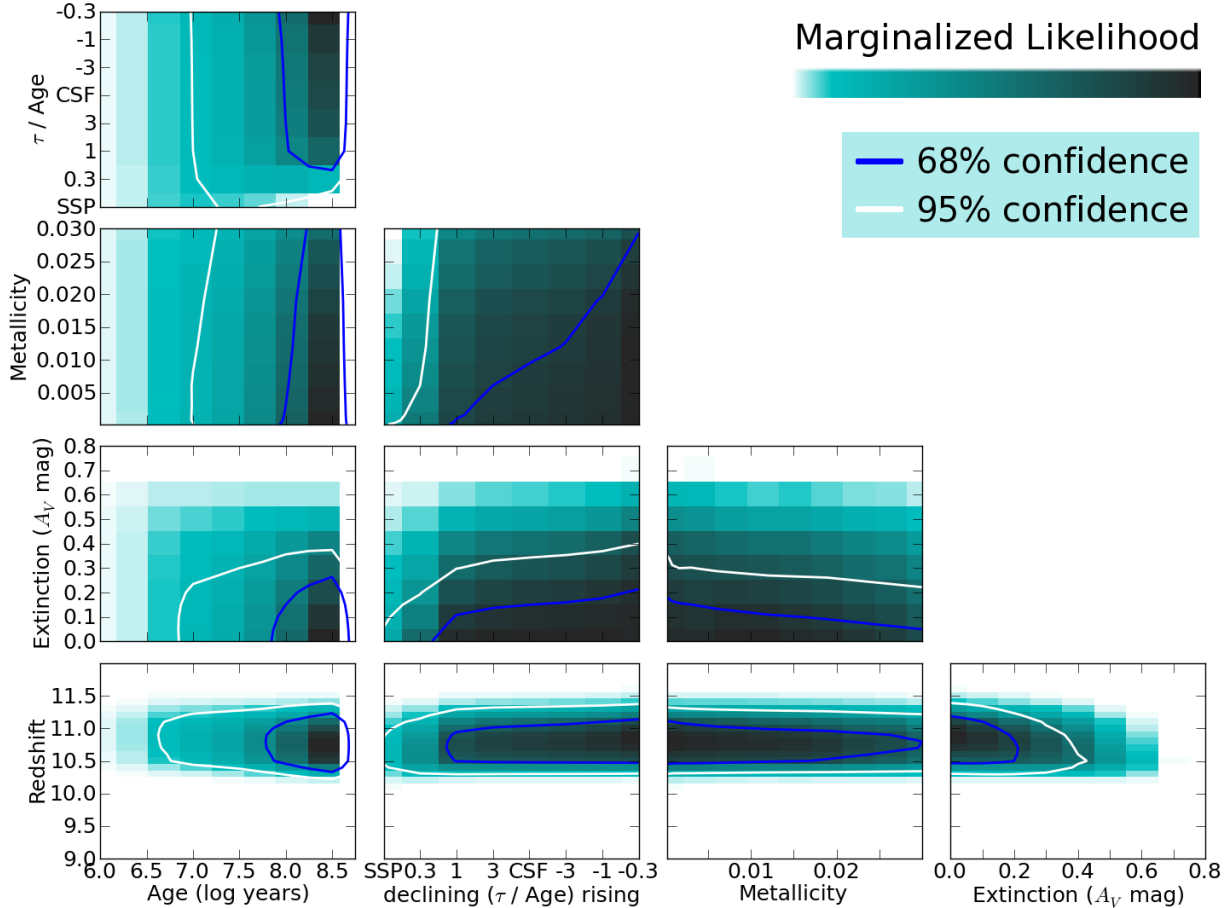 Marginalized Likelihood
68% confidence
95% confidence
-0.3
-1
-3
CSF
3
1
0.3
SSP
τ / Age
0.030
0.025
0.020
0.015
0.010
0.005
Metallicity
0.8
0.7
0.6
0.5
0.4
0.3
0.2
0.1
0.0
Extinction (A_V mag)
11.5
11.0
10.5
10.0
9.5
9.0
Redshift
6.0 6.5 7.0 7.5 8.0 8.5
Age (log years)
SSP 0.3 1 3 CSF -3 -1 -0.3
declining (τ / Age) rising
0.01 0.02
Metallicity
0.0 0.2 0.4 0.6 0.8
Extinction (A_V mag)